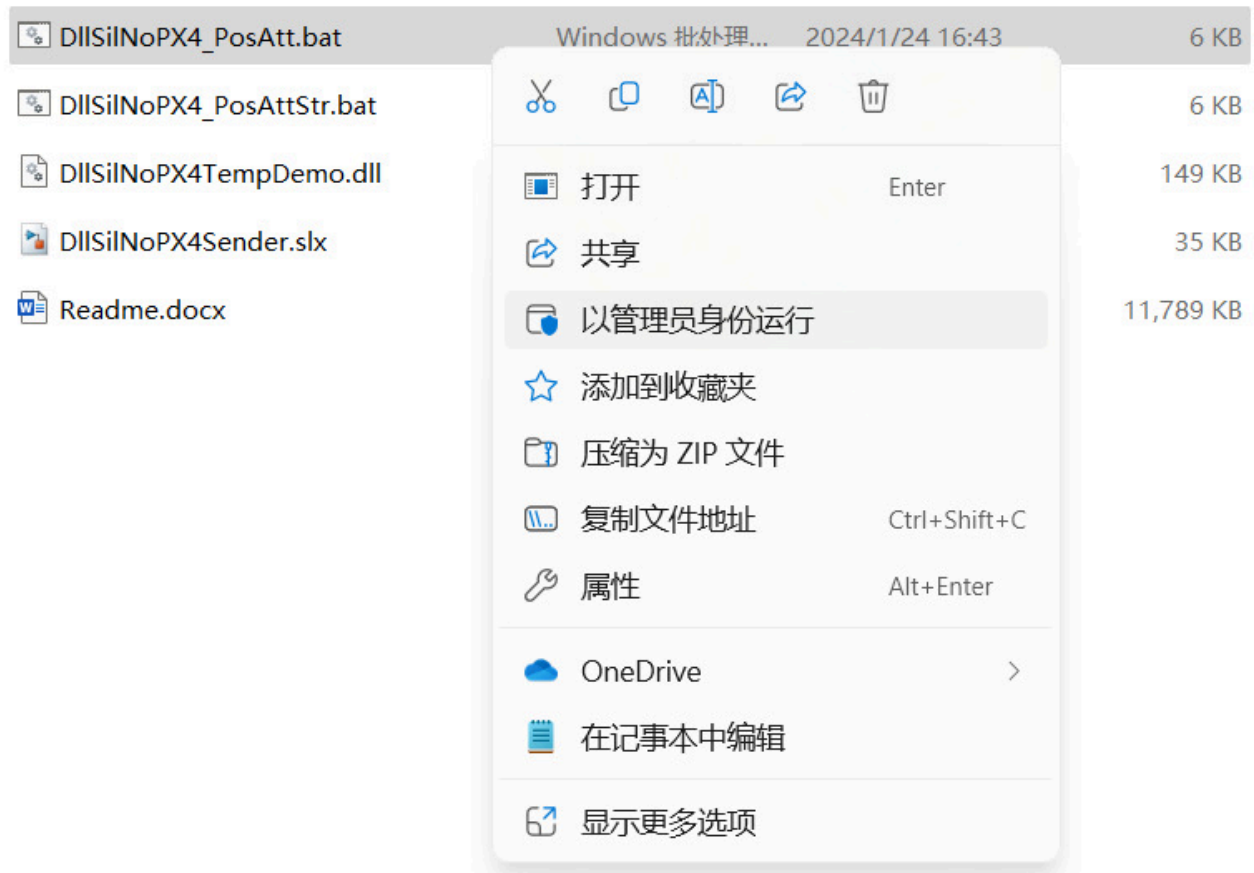 DllSilNoPX4_PosAtt.bat Windows 批处理... 2024/1/24 16:43 6 KB
DllSilNoPX4_PosAttStr.bat 6 KB
DllSilNoPX4TempDemo.dll 149 KB
DllSilNoPX4Sender.slx 35 KB
Readme.docx 11,789 KB
打开 Enter
共享
以管理员身份运行
添加到收藏夹
压缩为 ZIP 文件
复制文件地址 Ctrl+Shift+C
属性 Alt+Enter
OneDrive
在记事本中编辑
显示更多选项